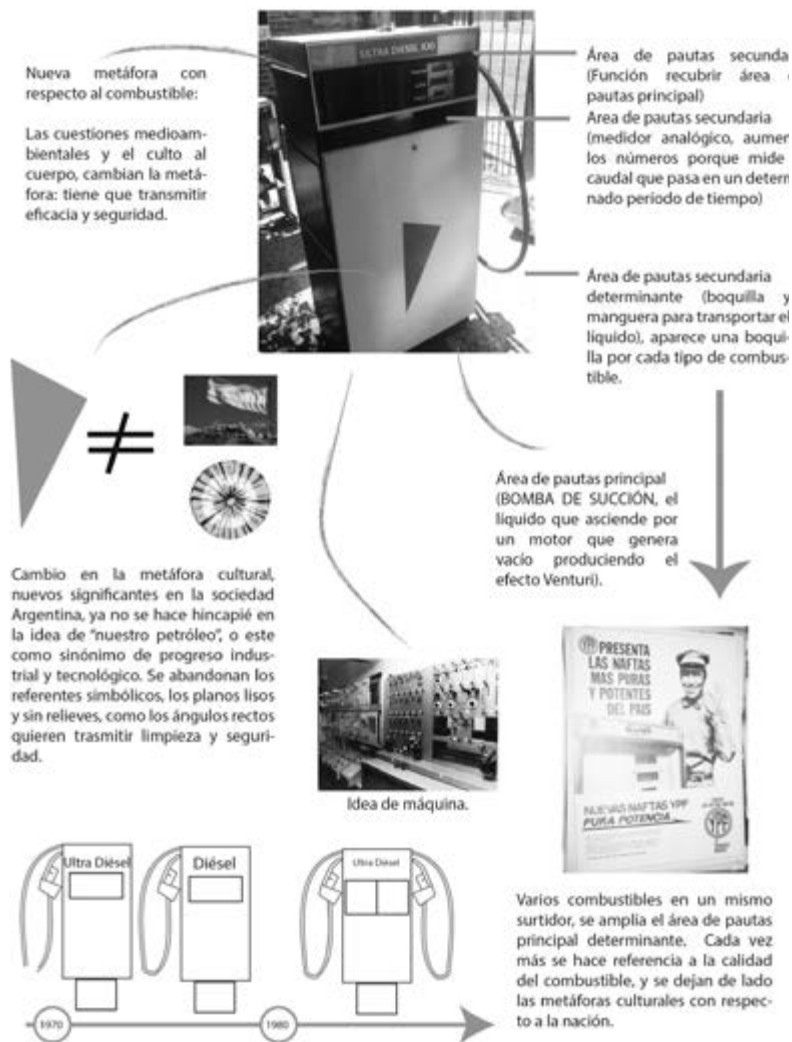 Nueva metáfora con
respecto al combustible:
Las cuestiones medioam-
bientales y el culto al
cuerpo, cambian la metá-
fora: tiene que transmitir
eficacia y seguridad.
ULTRA DIESEL XXI
Área de pautas secunda
(Función recubrir área
pautas principal)
Area de pautas secundaria
(medidor analógico, aumen
los números porque mide
caudal que pasa en un determ
nado período de tiempo)
Área de pautas secundaria
determinante (boquilla y
manguera para transportar el
líquido), aparece una boqui-
lla por cada tipo de combus-
tible.
≠
Área de pautas principal
(BOMBA DE SUCCIÓN, el
líquido que asciende por
un motor que genera
vacío produciendo el
efecto Venturi).
Cambio en la metáfora cultural,
nuevos significantes en la sociedad
Argentina, ya no se hace hincapié en
la idea de "nuestro petróleo", o este
como sinónimo de progreso indus-
trial y tecnológico. Se abandonan los
referentes simbólicos, los planos lisos
y sin relieves, como los ángulos rectos
quieren trasmitir limpieza y seguri-
dad.
Idea de máquina.
YPF PRESENTA
LAS NAFTAS
MAS PURAS
Y POTENTES
DEL PAIS
NUEVAS NAFTAS YPF
PURA POTENCIA
YPF
Varios combustibles en un mismo
surtidor, se amplía el área de pautas
principal determinante. Cada vez
más se hace referencia a la calidad
del combustible, y se dejan de lado
las metáforas culturales con respec-
to a la nación.
Ultra Diésel
Diésel
Ultra Diésel
1970
1980